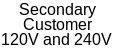 Secondary
Customer
120V and 240V